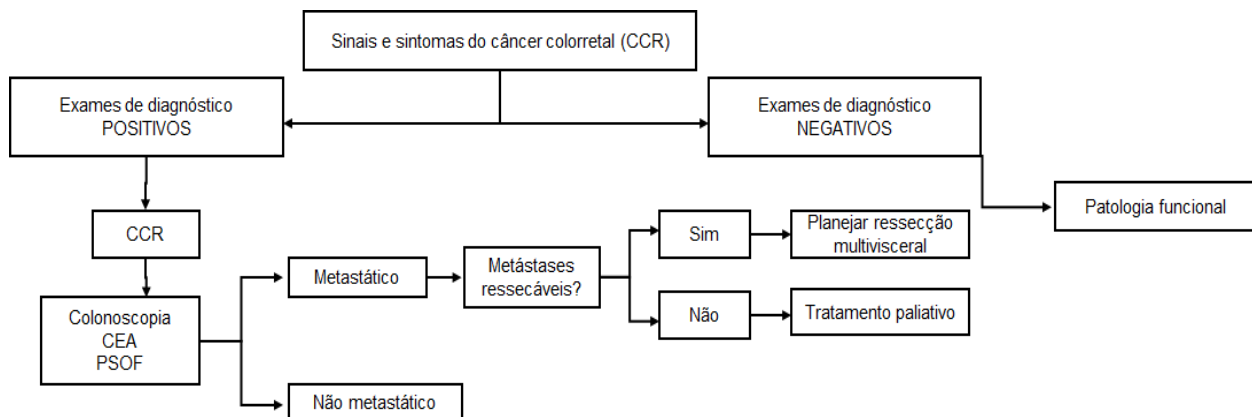 Sinais e sintomas do câncer colorretal (CCR)
Exames de diagnóstico
POSITIVOS
Exames de diagnóstico
NEGATIVOS
Patologia funcional
CCR
Colonoscopia
CEA
PSOF
Metastático
Metástases
ressecáveis?
Sim
Planejar ressecção
multivisceral
Não
Tratamento paliativo
Não metastático